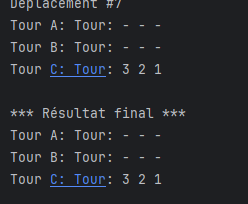 Déplacement #7
Tour A: Tour: - - -
Tour B: Tour: - - -
Tour C: Tour: 3 2 1

*** Résultat final ***
Tour A: Tour: - - -
Tour B: Tour: - - -
Tour C: Tour: 3 2 1